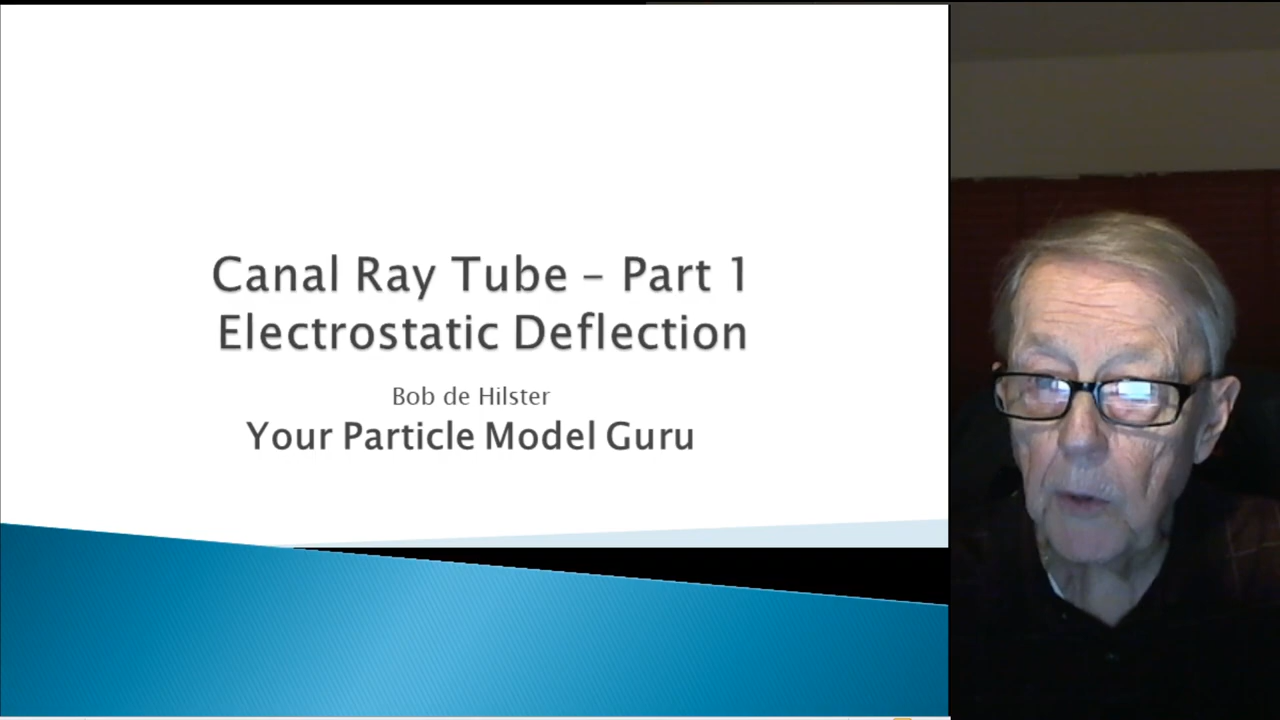 Canal Ray Tube – Part 1
Electrostatic Deflection
Bob de Hilster
Your Particle Model Guru